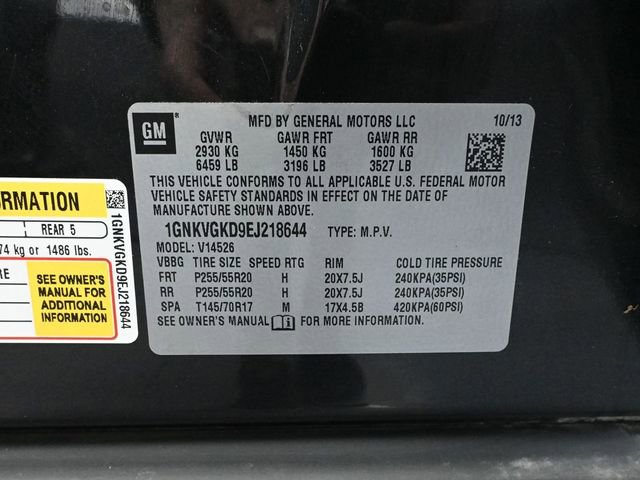 GM
MFD BY GENERAL MOTORS LLC 10/13
GVWR GAWR FRT GAWR RR
2930 KG 1450 KG 1600 KG
6459 LB 3196 LB 3527 LB
THIS VEHICLE CONFORMS TO ALL APPLICABLE U.S. FEDERAL MOTOR
VEHICLE SAFETY STANDARDS IN EFFECT ON THE DATE OF
MANUFACTURE SHOWN ABOVE.
1GNKVGKD9EJ218644 TYPE: M.P.V.
MODEL: V14526
VBBG TIRE SIZE SPEED RTG RIM COLD TIRE PRESSURE
FRT P255/55R20 H 20X7.5J 240KPA(35PSI)
RR P255/55R20 H 20X7.5J 240KPA(35PSI)
SPA T145/70R17 M 17X4.5B 420KPA(60PSI)
SEE OWNER'S MANUAL i FOR MORE INFORMATION.
REAR 5
kg or 1486 lbs.
SEE OWNER'S
MANUAL FOR
ADDITIONAL
INFORMATION
1GNKVGKD9EJ218644